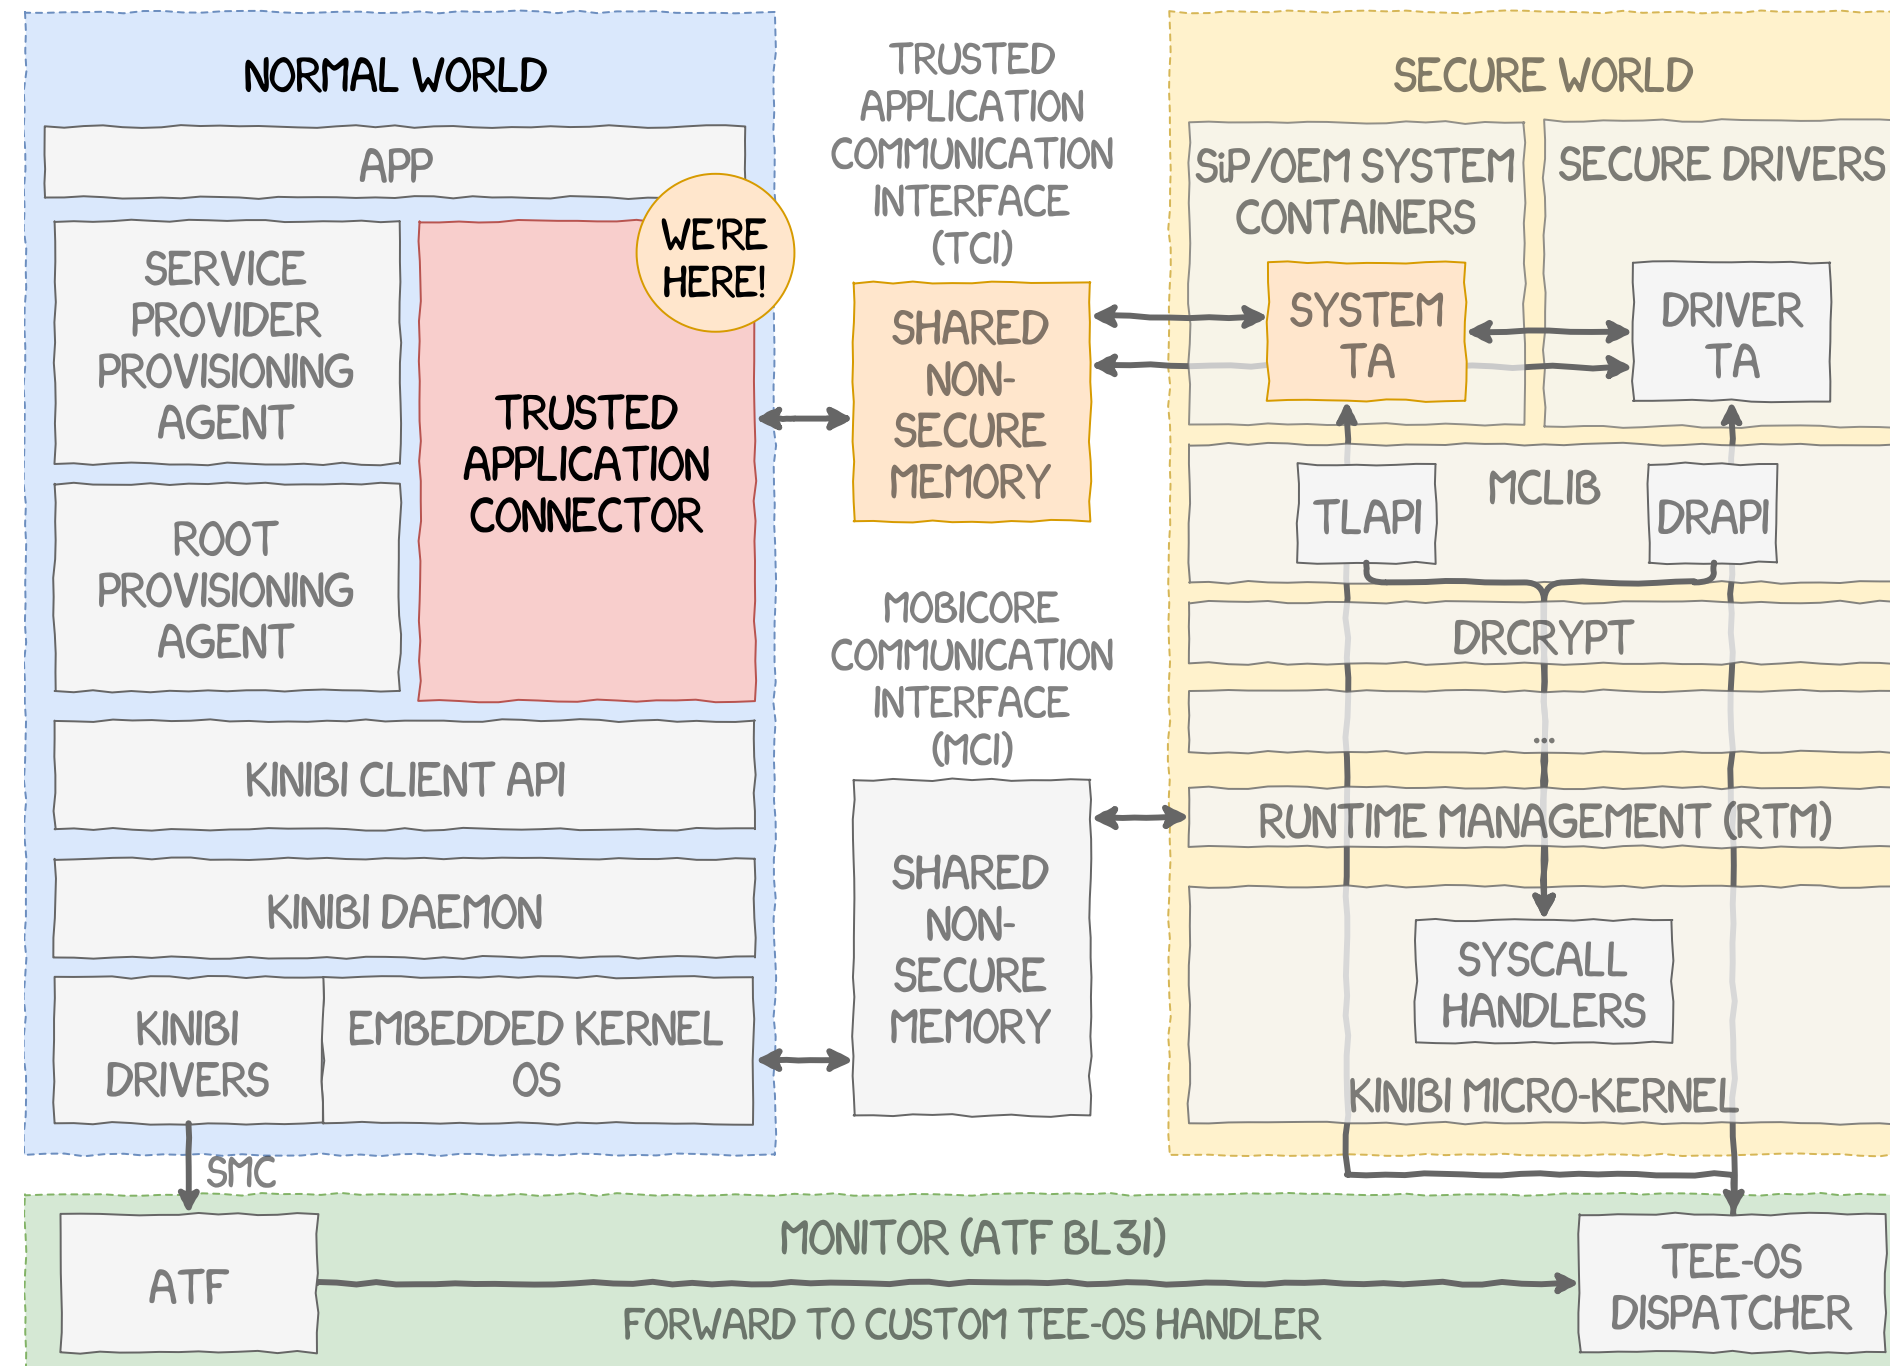 NORMAL WORLD
APP
SERVICE
PROVIDER
PROVISIONING
AGENT
ROOT
PROVISIONING
AGENT
WE'RE
HERE!
TRUSTED
APPLICATION
CONNECTOR
KINIBI CLIENT API
KINIBI DAEMON
KINIBI
DRIVERS
EMBEDDED KERNEL
OS
SMC
TRUSTED
APPLICATION
COMMUNICATION
INTERFACE
(TCI)
SHARED
NON-
SECURE
MEMORY
MOBICORE
COMMUNICATION
INTERFACE
(MCI)
SHARED
NON-
SECURE
MEMORY
SECURE WORLD
SiP/OEM SYSTEM
CONTAINERS
SYSTEM
TA
SECURE DRIVERS
DRIVER
TA
MCLIB
TLAPI
DRAPI
DRCRYPT
...
RUNTIME MANAGEMENT (RTM)
SYSCALL
HANDLERS
KINIBI MICRO-KERNEL
MONITOR (ATF BL31)
ATF
FORWARD TO CUSTOM TEE-OS HANDLER
TEE-OS
DISPATCHER